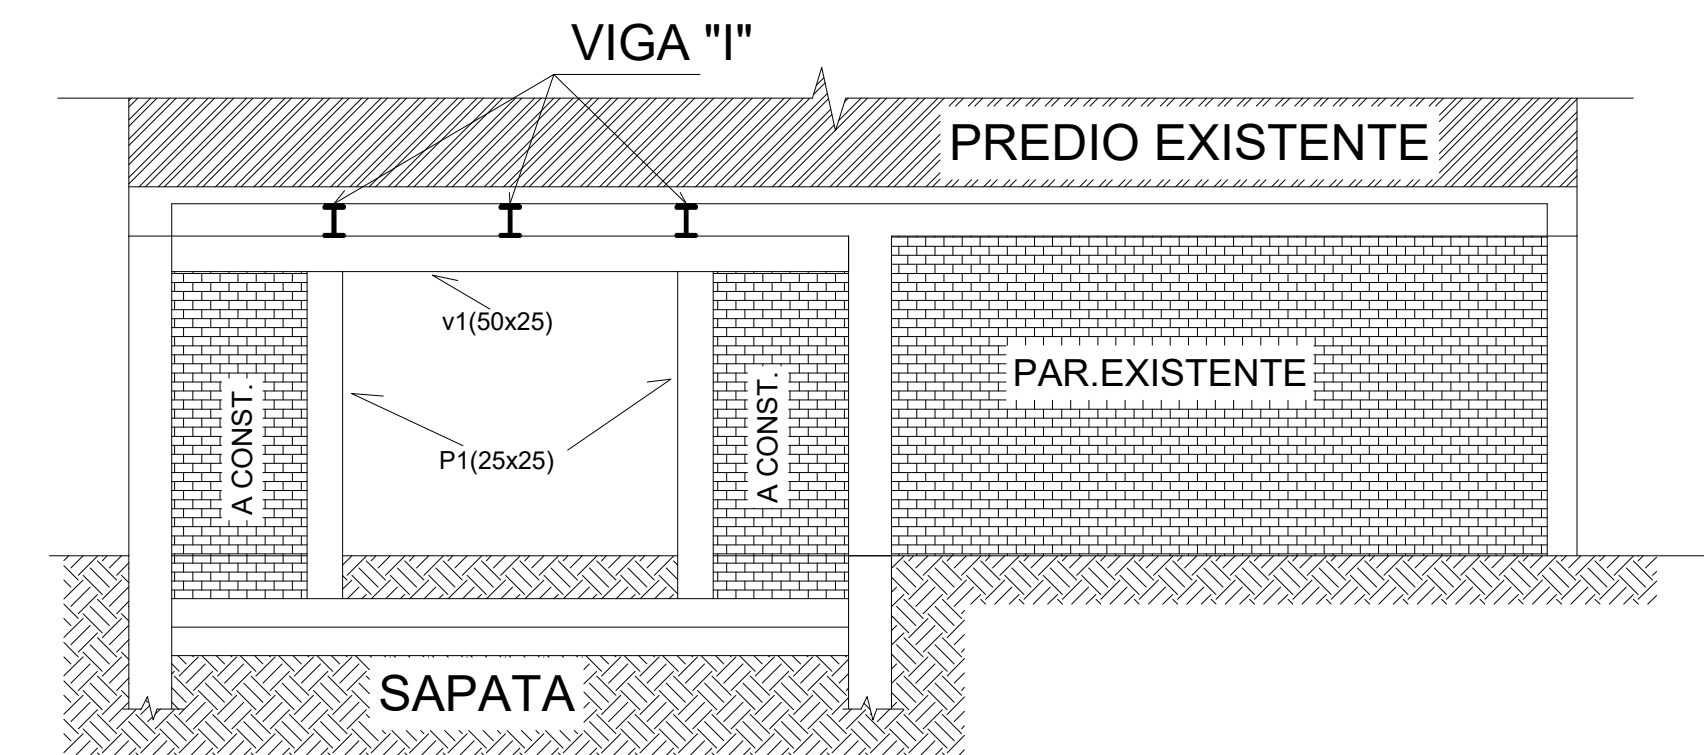 VIGA "I"
PREDIO EXISTENTE
v1(50x25)
PAR.EXISTENTE
A CONST.
A CONST.
P1(25x25)
SAPATA